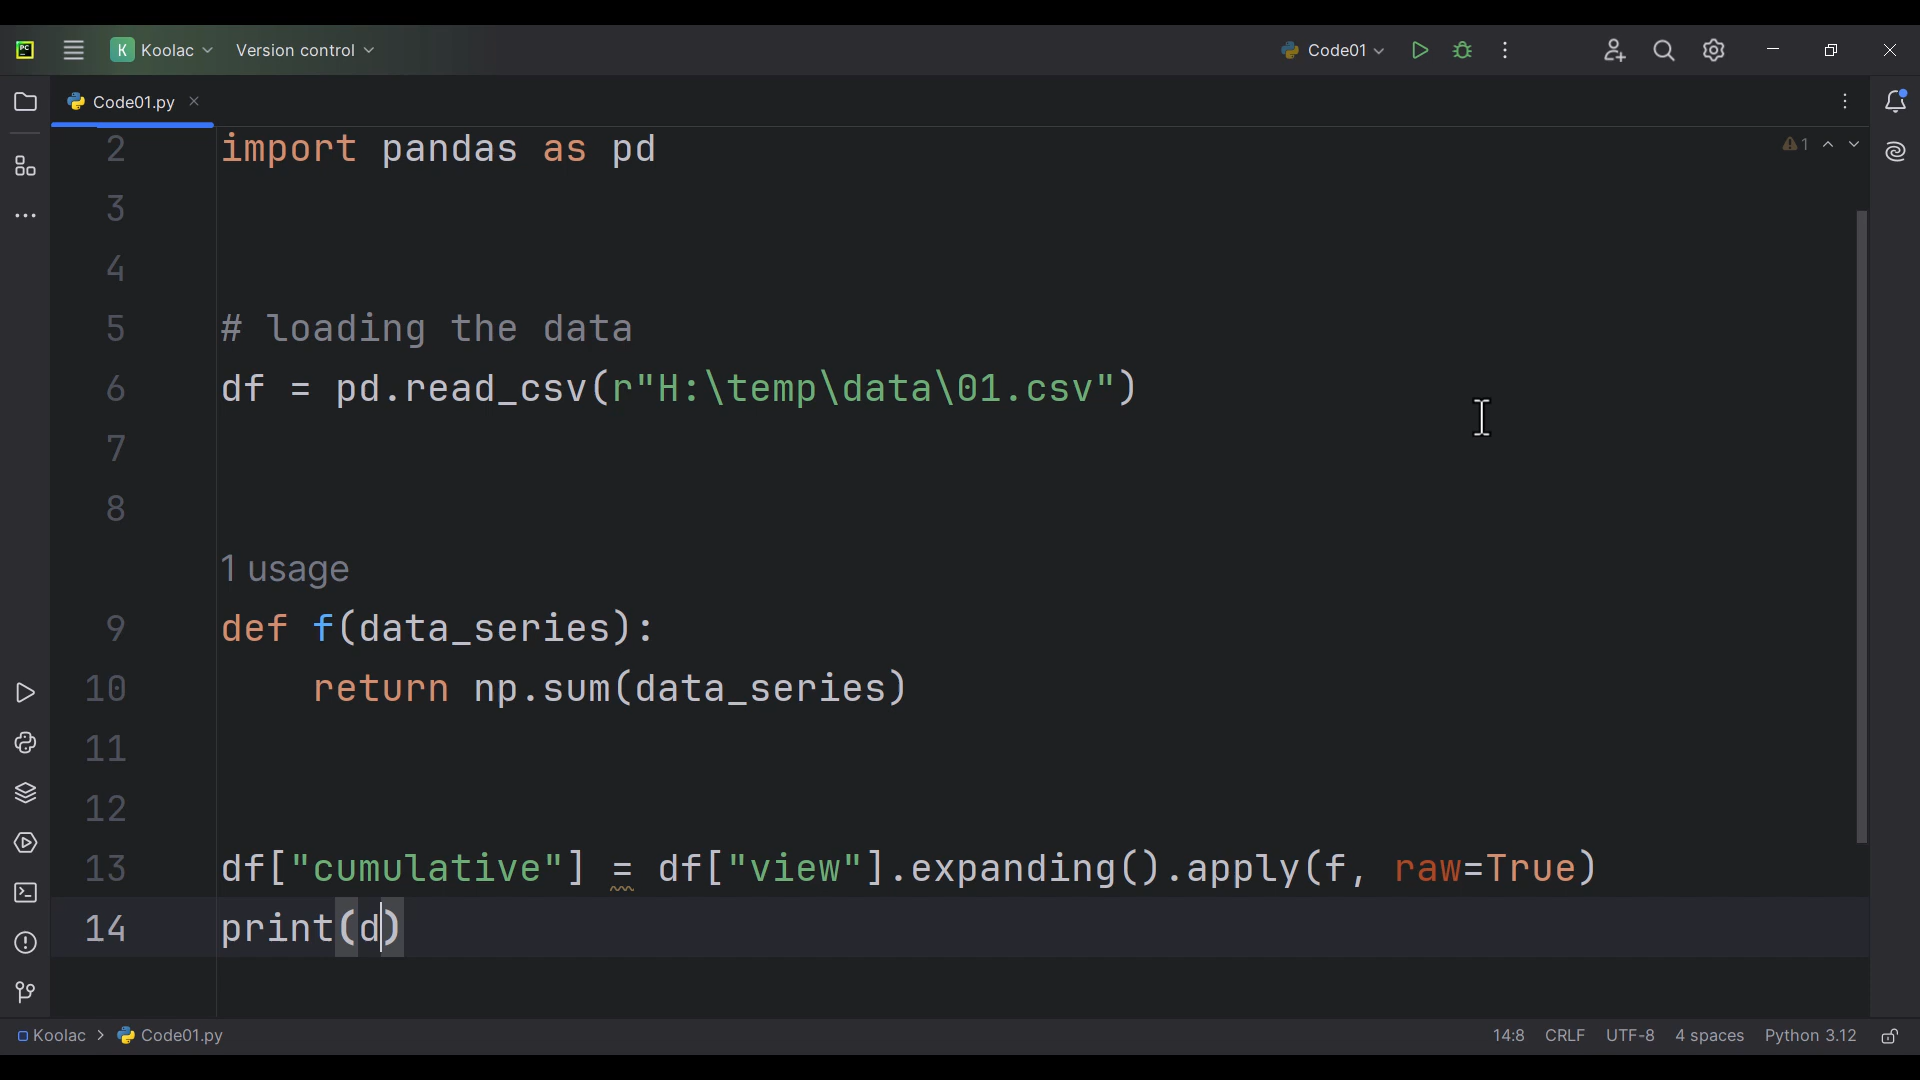 PC
K Koolac Version control Code01
Code01.py
1
2 import pandas as pd
3
4
5 # loading the data
6 df = pd.read_csv(r"H:\temp\data\01.csv")
7
8
1 usage
9 def f(data_series):
10     return np.sum(data_series)
11
12
13 df["cumulative"] = df["view"].expanding().apply(f, raw=True)
14 print(d)
Koolac > Code01.py 14:8 CRLF UTF-8 4 spaces Python 3.12